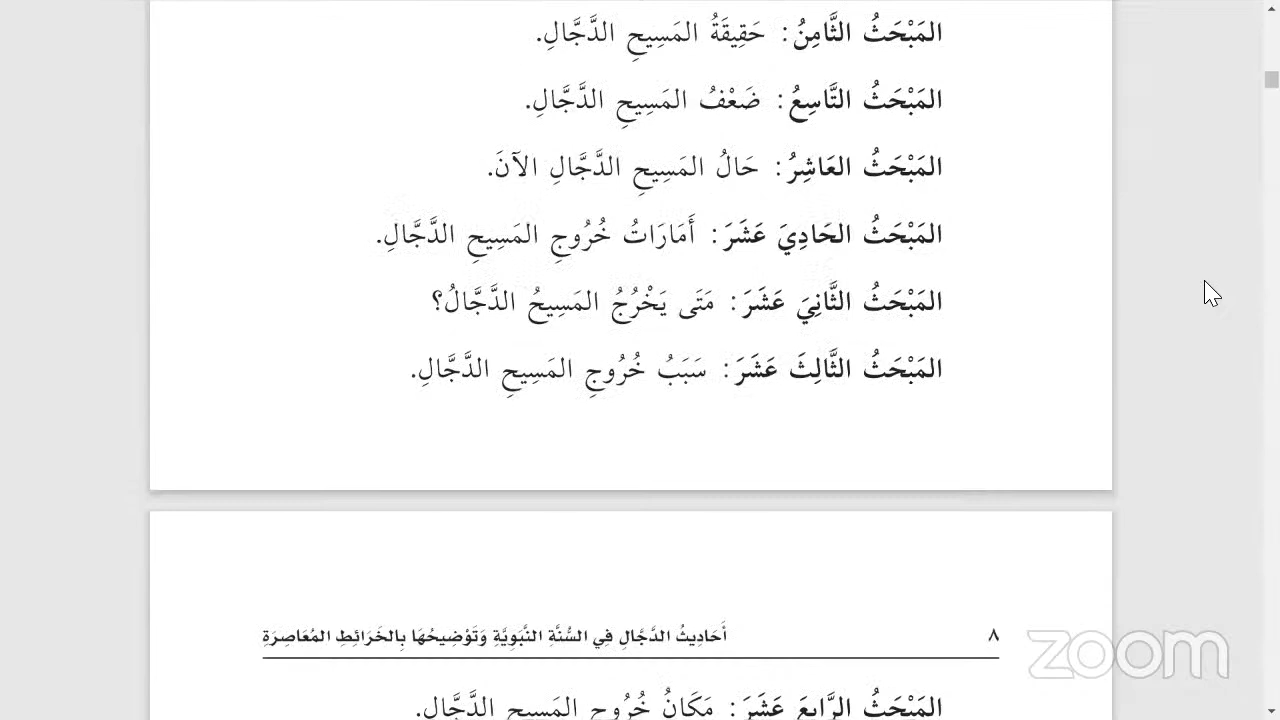 المَبْحَثُ الثَّامِنُ: حَقِيقَةُ المَسِيحِ الدَّجَّالِ.
المَبْحَثُ التَّاسِعُ: ضَعْفُ المَسِيحِ الدَّجَّالِ.
المَبْحَثُ العَاشِرُ: حَالُ المَسِيحِ الدَّجَّالِ الآنَ.
المَبْحَثُ الحَادِيَ عَشَرَ: أَمَارَاتُ خُرُوجِ المَسِيحِ الدَّجَّالِ.
المَبْحَثُ الثَّانِيَ عَشَرَ: مَتَى يَخْرُجُ المَسِيحُ الدَّجَّالُ؟
المَبْحَثُ الثَّالِثَ عَشَرَ: سَبَبُ خُرُوجِ المَسِيحِ الدَّجَّالِ.
٨ أَحَادِيثُ الدَّجَّالِ فِي السُّنَّةِ النَّبَوِيَّةِ وَتَوْضِيحُهَا بِالخَرَائِطِ المُعَاصِرَةِ
zoom
المَبْحَثُ الرَّابِعَ عَشَرَ: مَكَانُ خُرُوجِ المَسِيحِ الدَّجَّالِ.